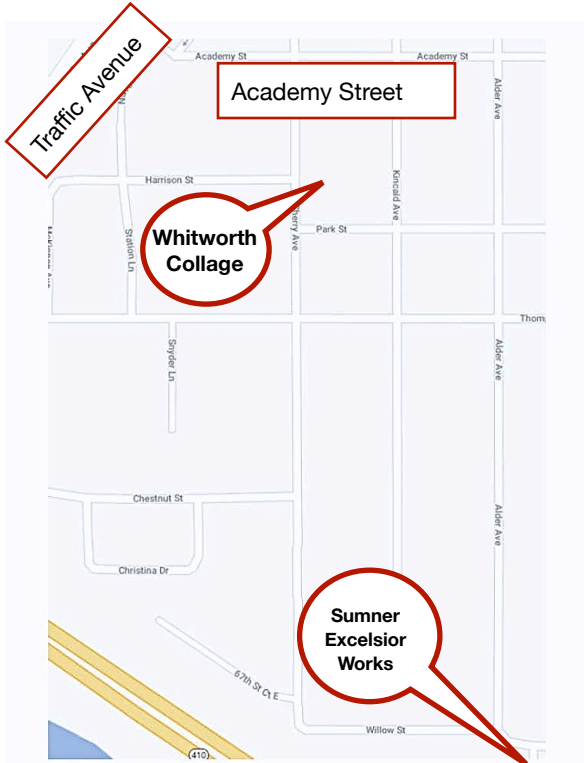 Traffic Avenue
Academy St
Academy St
Academy Street
Alder Ave
Harrison St
Kincaid Ave
Whitworth
Collage
Park St
Station Ln
Snyder Ln
Alder Ave
Chestnut St
Alder Ave
Christina Dr
Sumner
Excelsior
Works
67th St Ct E
Willow St
410